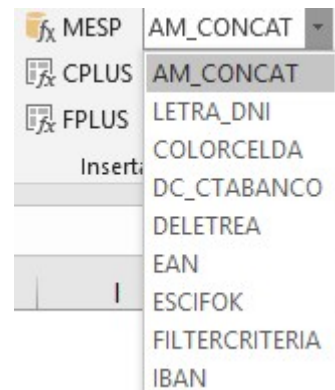 MESP AM_CONCAT
CPLUS AM_CONCAT
FPLUS LETRA_DNI
COLORCELDA
Inserta DC_CTABANCO
DELETREA
EAN
I ESCIFOK
FILTERCRITERIA
IBAN